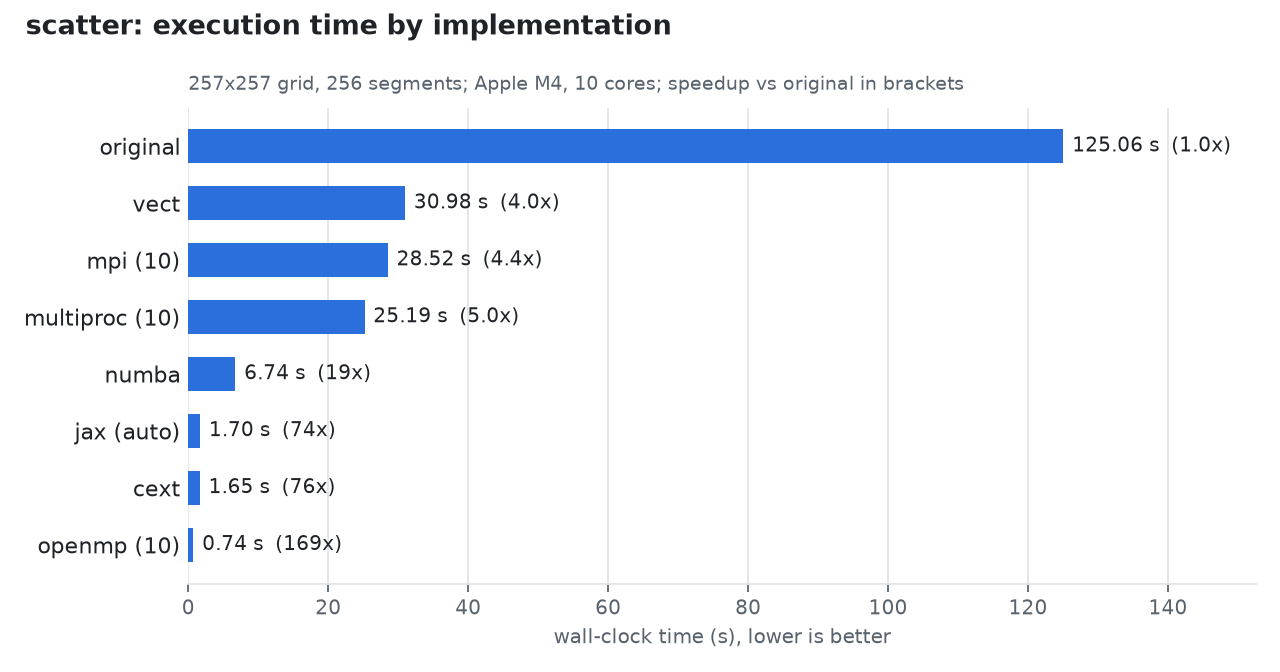 scatter: execution time by implementation
257x257 grid, 256 segments; Apple M4, 10 cores; speedup vs original in brackets
original 125.06 s (1.0x)
vect 30.98 s (4.0x)
mpi (10) 28.52 s (4.4x)
multiproc (10) 25.19 s (5.0x)
numba 6.74 s (19x)
jax (auto) 1.70 s (74x)
cext 1.65 s (76x)
openmp (10) 0.74 s (169x)
0 20 40 60 80 100 120 140
wall-clock time (s), lower is better